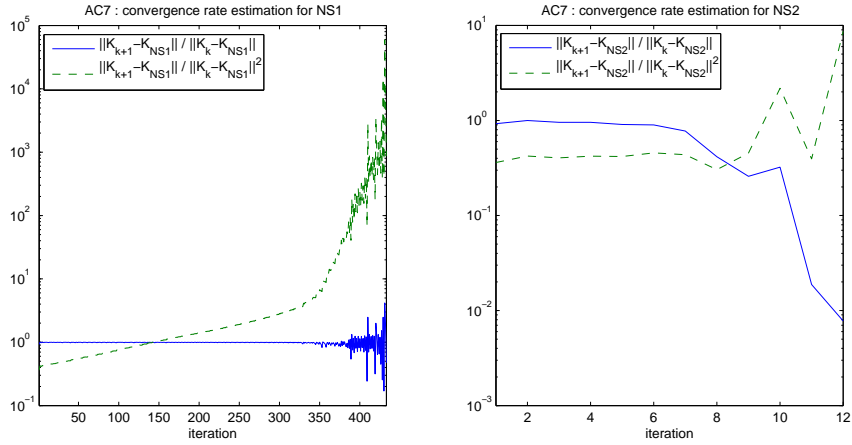 AC7 : convergence rate estimation for NS1
||K_{k+1}−K_{NS1}|| / ||K_k−K_{NS1}||
||K_{k+1}−K_{NS1}|| / ||K_k−K_{NS1}||^2
10^5
10^4
10^3
10^2
10^1
10^0
10^{−1}
50 100 150 200 250 300 350 400
iteration
AC7 : convergence rate estimation for NS2
||K_{k+1}−K_{NS2}|| / ||K_k−K_{NS2}||
||K_{k+1}−K_{NS2}|| / ||K_k−K_{NS2}||^2
10^1
10^0
10^{−1}
10^{−2}
10^{−3}
2 4 6 8 10 12
iteration